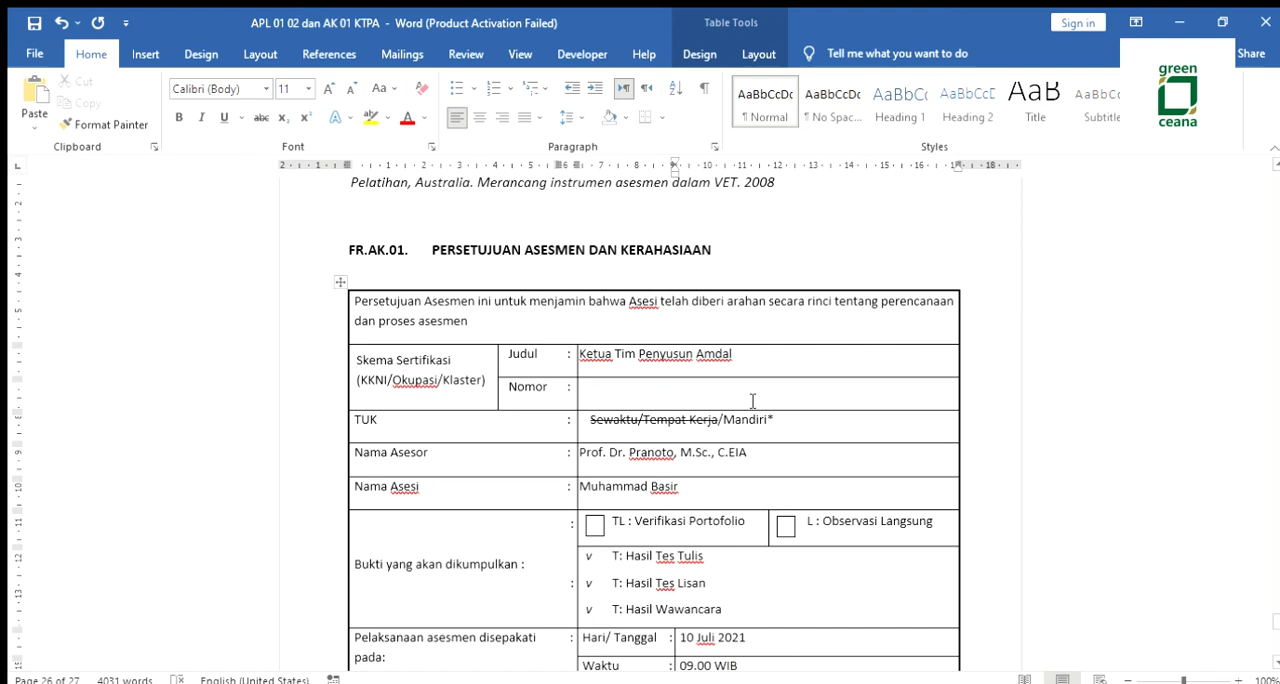 APL 01 02 dan AK 01 KTPA - Word (Product Activation Failed)
Table Tools
Sign in
File Home Insert Design Layout References Mailings Review View Developer Help Design Layout Tell me what you want to do Share
green
ceana
Paste
Cut
Copy
Format Painter
Clipboard
Calibri (Body) 11
Font
Paragraph
AaBbCcDc AaBbCcDc AaBbC AaBbCcD AaB AaBbC
¶ Normal ¶ No Spac... Heading 1 Heading 2 Title Subtitle
Styles
Pelatihan, Australia. Merancang instrumen asesmen dalam VET. 2008
FR.AK.01. PERSETUJUAN ASESMEN DAN KERAHASIAAN
Persetujuan Asesmen ini untuk menjamin bahwa Asesi telah diberi arahan secara rinci tentang perencanaan
dan proses asesmen
Skema Sertifikasi
(KKNI/Okupasi/Klaster)
Judul : Ketua Tim Penyusun Amdal
Nomor :
TUK : Sewaktu/Tempat Kerja/Mandiri*
Nama Asesor : Prof. Dr. Pranoto, M.Sc., C.EIA
Nama Asesi : Muhammad Basir
Bukti yang akan dikumpulkan :
: TL : Verifikasi Portofolio L : Observasi Langsung
v T: Hasil Tes Tulis
: v T: Hasil Tes Lisan
v T: Hasil Wawancara
Pelaksanaan asesmen disepakati
pada:
: Hari/ Tanggal : 10 Juli 2021
Waktu : 09.00 WIB
Page 26 of 27 4031 words English (United States) 100%